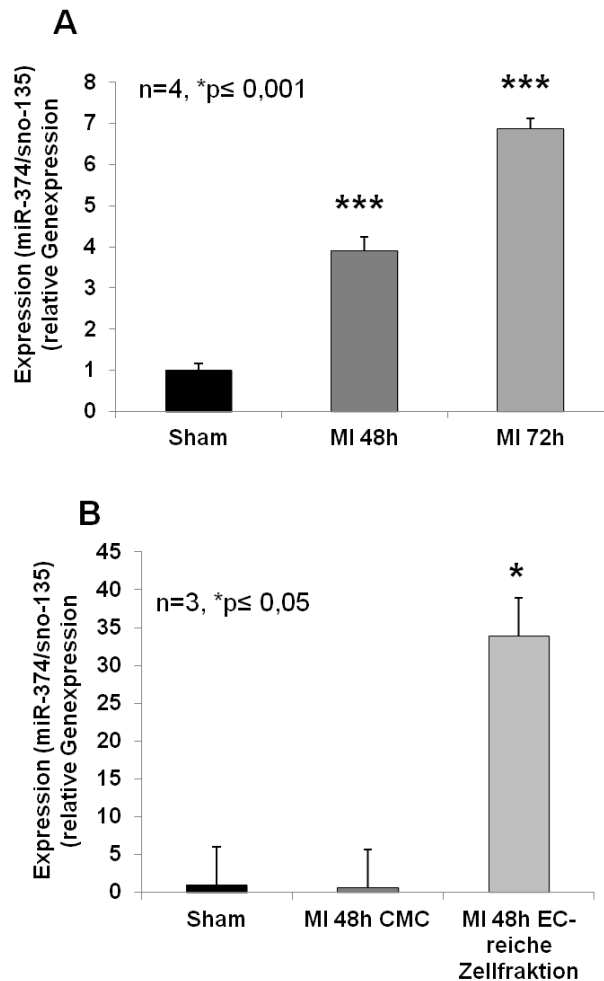 A
Expression (miR-374/sno-135)
(relative Genexpression
8
7
6
5
4
3
2
1
0
n=4, *p≤ 0,001
***
***
Sham
MI 48h
MI 72h
B
Expression (miR-374/sno-135)
(relative Genexpression
45
40
35
30
25
20
15
10
5
0
n=3, *p≤ 0,05
*
Sham
MI 48h CMC
MI 48h EC-
reiche
Zellfraktion